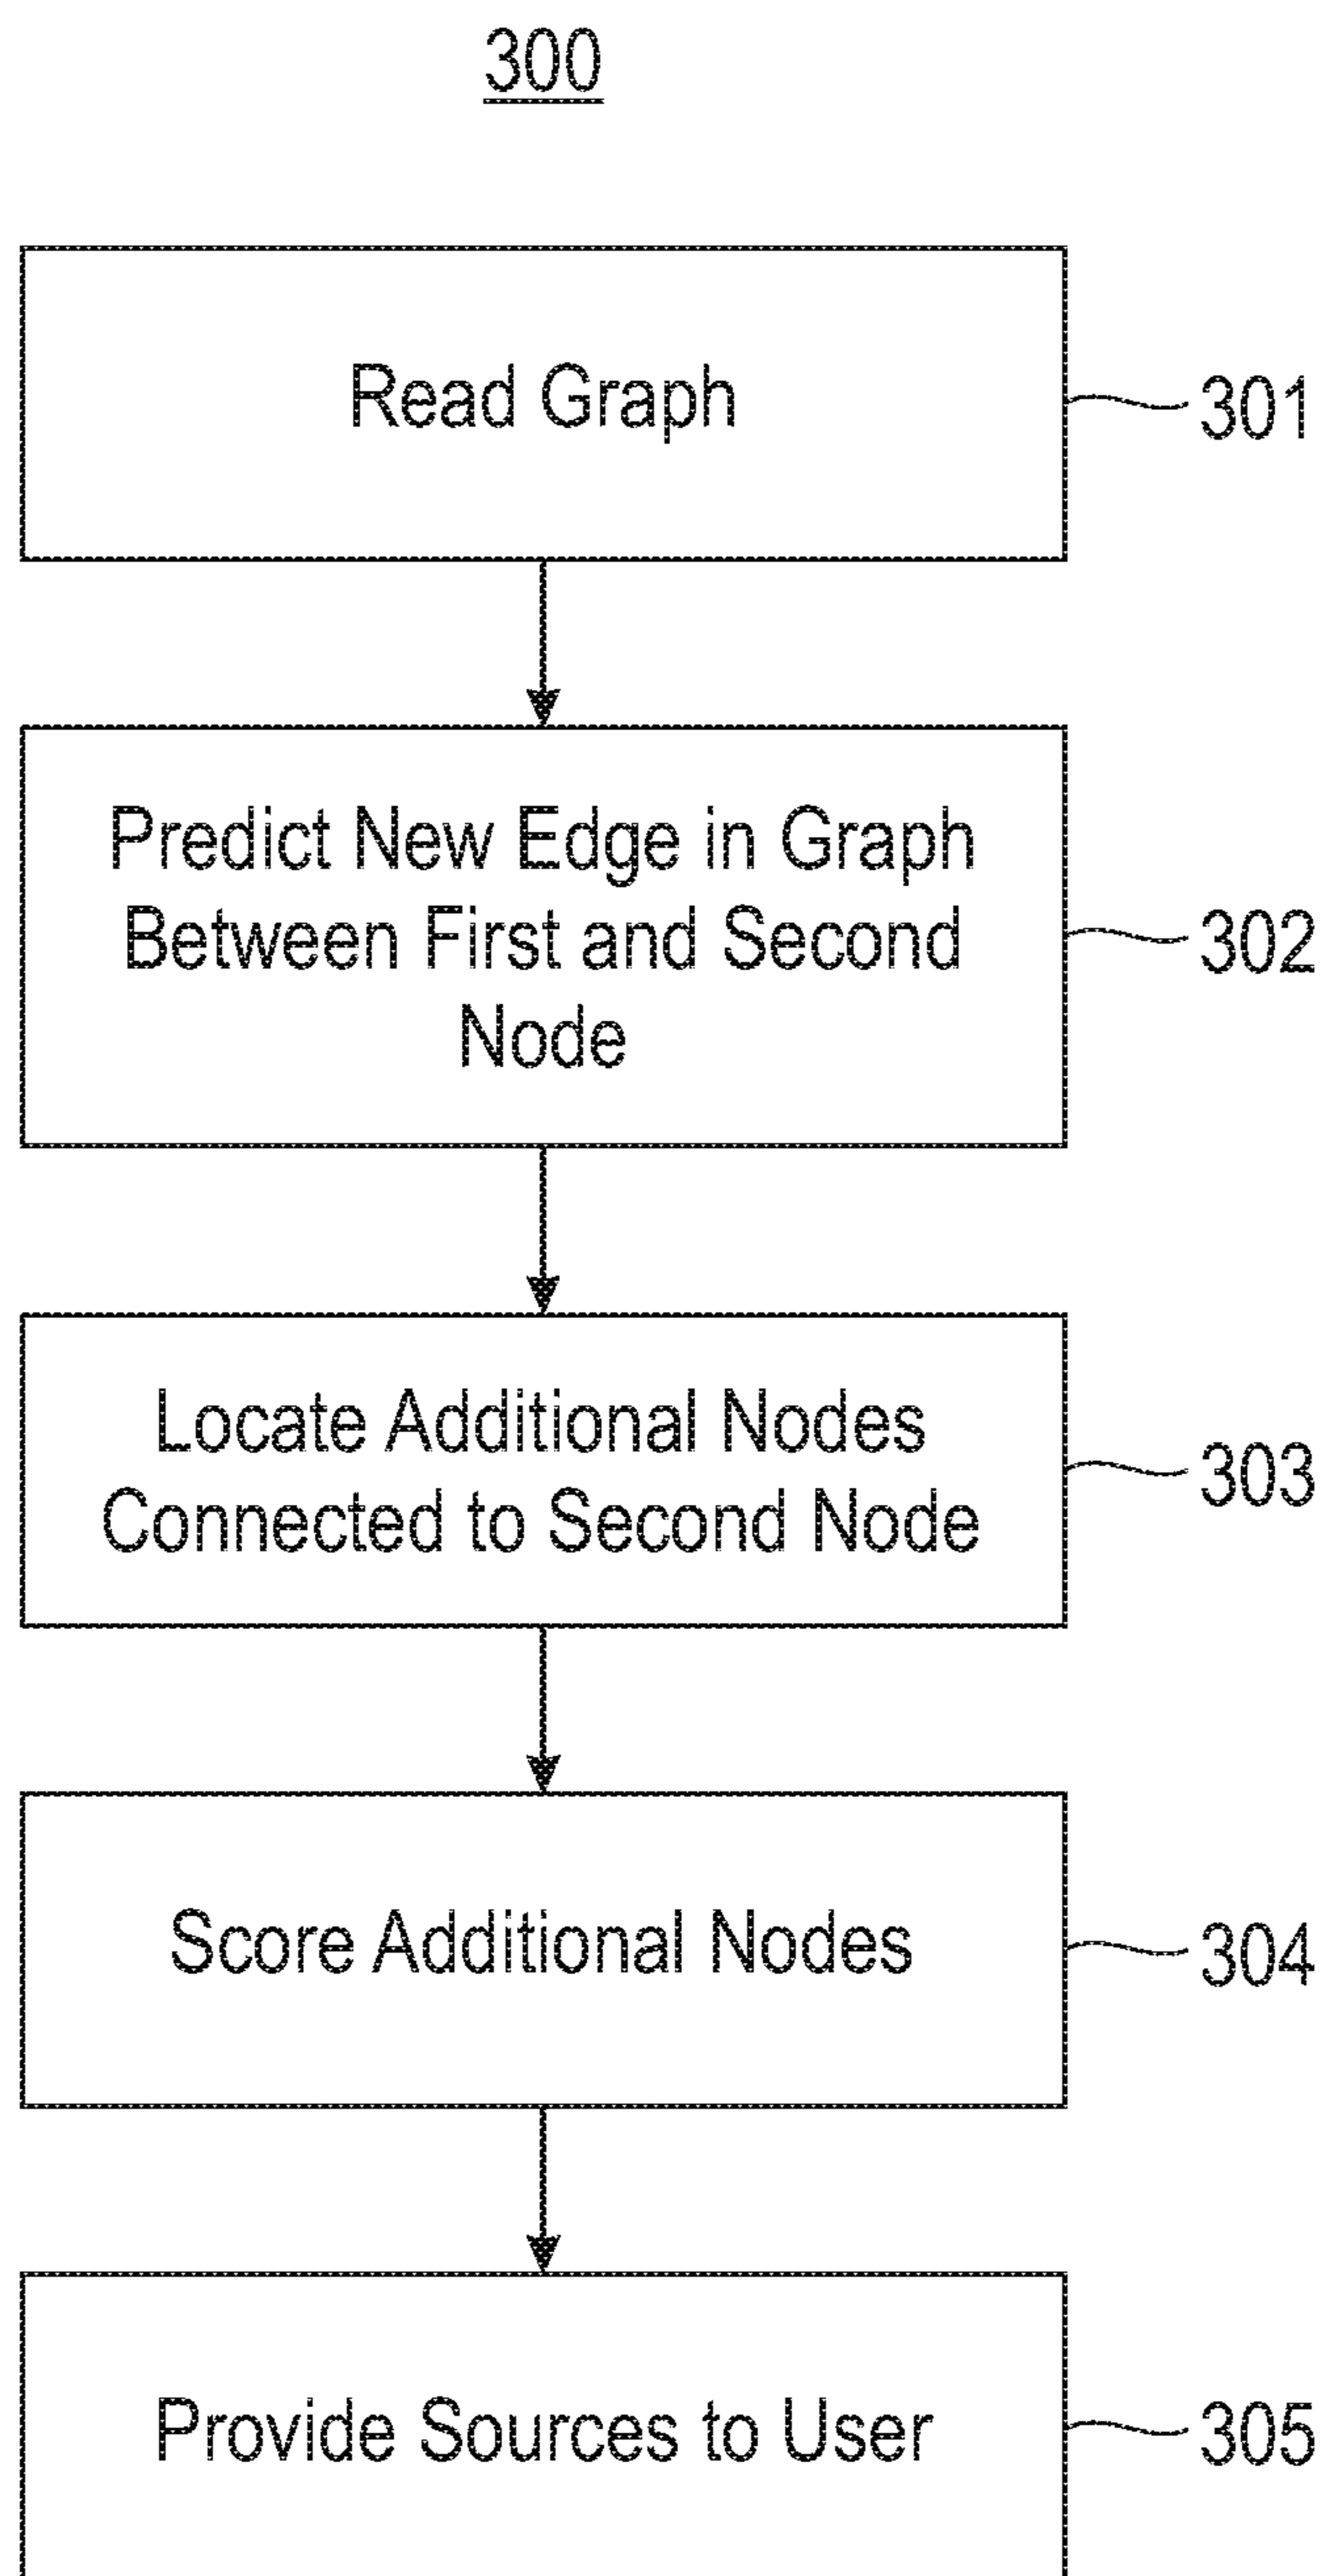 300
Read Graph
301
Predict New Edge in Graph
Between First and Second
Node
302
Locate Additional Nodes
Connected to Second Node
303
Score Additional Nodes
304
Provide Sources to User
305